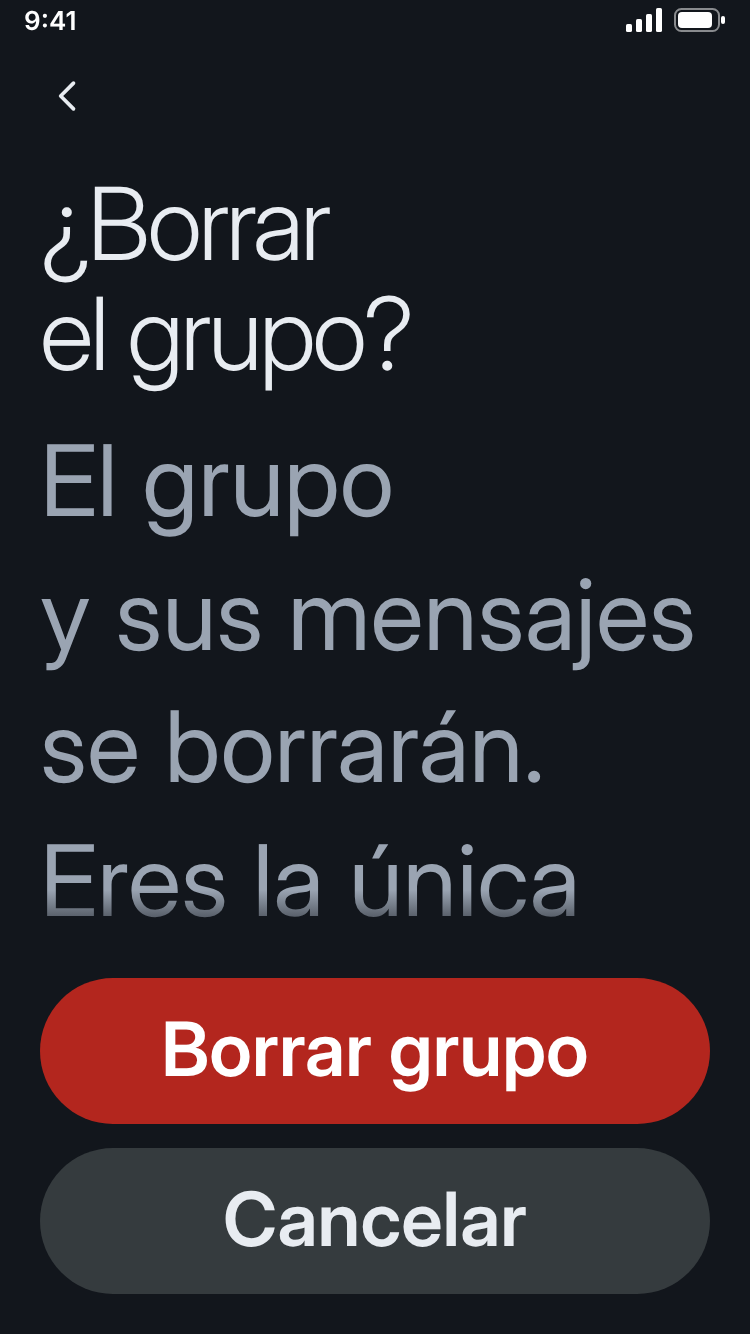 9:41
¿Borrar
el grupo?
El grupo
y sus mensajes
se borrarán.
Eres la única
Borrar grupo
Cancelar